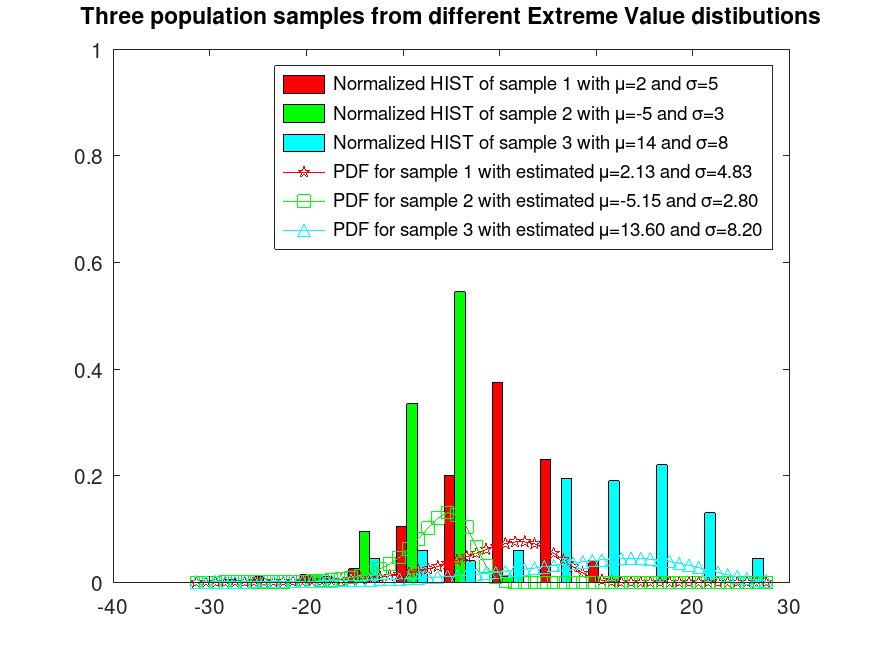 Three population samples from different Extreme Value distibutions
1
Normalized HIST of sample 1 with μ=2 and σ=5
Normalized HIST of sample 2 with μ=-5 and σ=3
Normalized HIST of sample 3 with μ=14 and σ=8
PDF for sample 1 with estimated μ=2.13 and σ=4.83
PDF for sample 2 with estimated μ=-5.15 and σ=2.80
PDF for sample 3 with estimated μ=13.60 and σ=8.20
0.8
0.6
0.4
0.2
0
-40 -30 -20 -10 0 10 20 30